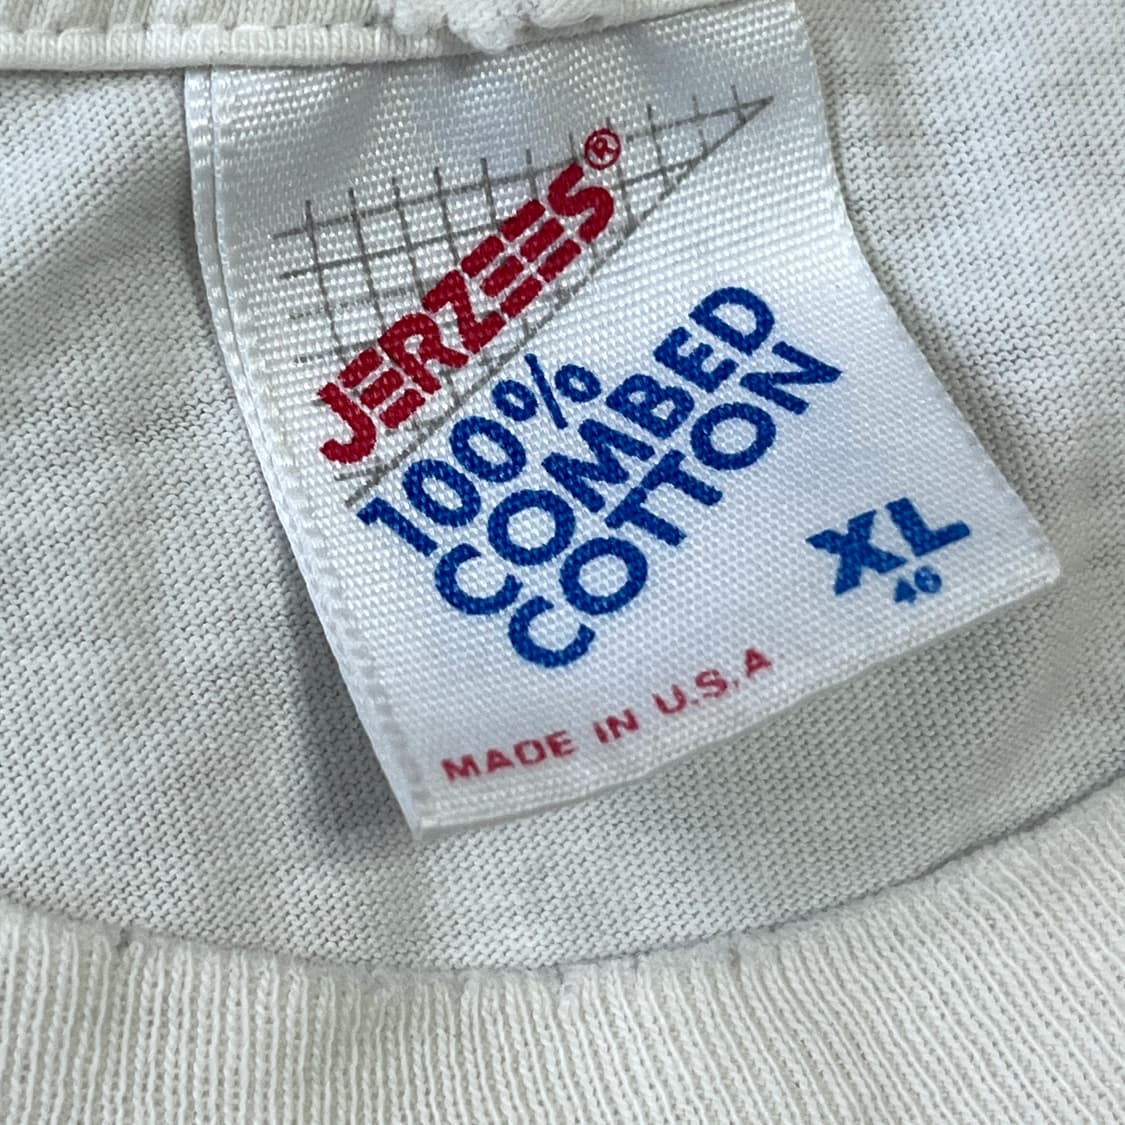 JERZEES®
100%
COMBED
COTTON
XL
46
MADE IN U.S.A